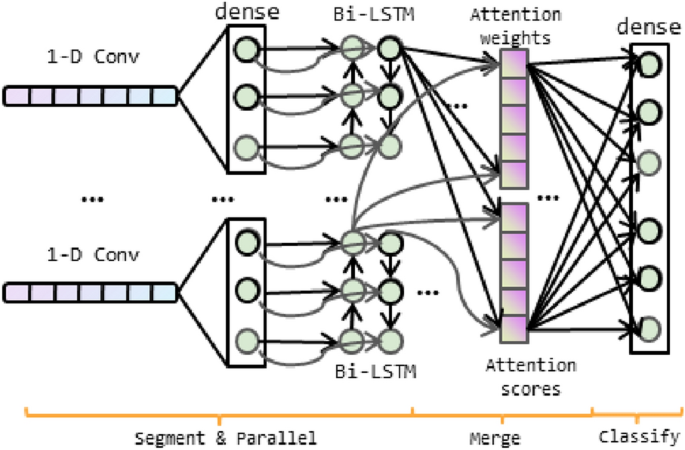 dense
Bi-LSTM
Attention
weights
dense
1-D Conv
...
...
...
...
...
1-D Conv
...
Bi-LSTM
Attention
scores
Segment & Parallel
Merge
Classify